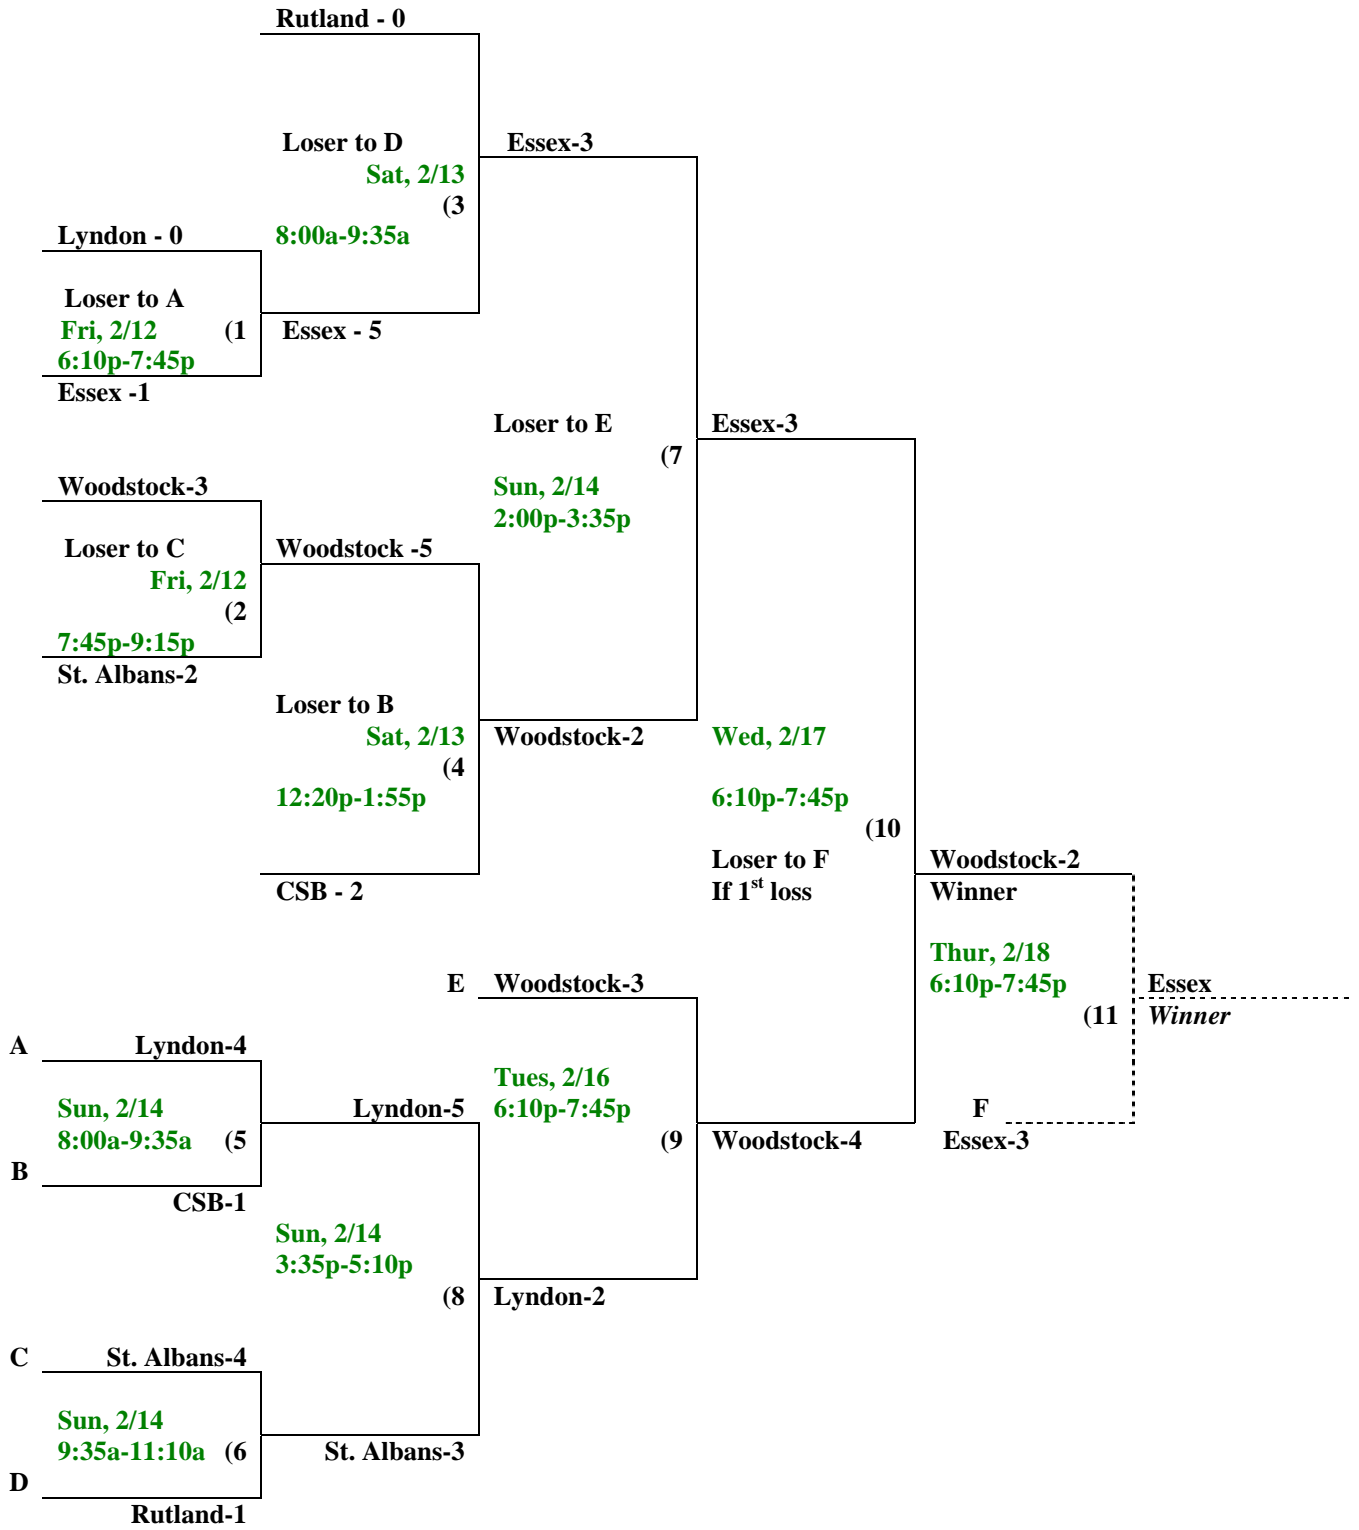 Rutland - 0
Loser to D
Sat, 2/13
(3
8:00a-9:35a
Essex-3
Lyndon - 0
Loser to A
Fri, 2/12 (1
6:10p-7:45p
Essex -1
Essex - 5
Loser to E
(7
Sun, 2/14
2:00p-3:35p
Essex-3
Woodstock-3
Loser to C
Fri, 2/12
(2
7:45p-9:15p
St. Albans-2
Woodstock -5
Loser to B
Sat, 2/13
(4
12:20p-1:55p
CSB - 2
Woodstock-2
Wed, 2/17
6:10p-7:45p
(10
Loser to F
If 1st loss
Woodstock-2
Winner
Thur, 2/18
6:10p-7:45p
(11
Essex
Winner
F
Essex-3
E Woodstock-3
Tues, 2/16
6:10p-7:45p
(9
Woodstock-4
A Lyndon-4
Sun, 2/14
8:00a-9:35a (5
B
CSB-1
Lyndon-5
Sun, 2/14
3:35p-5:10p
(8
Lyndon-2
C St. Albans-4
Sun, 2/14
9:35a-11:10a (6
D
Rutland-1
St. Albans-3